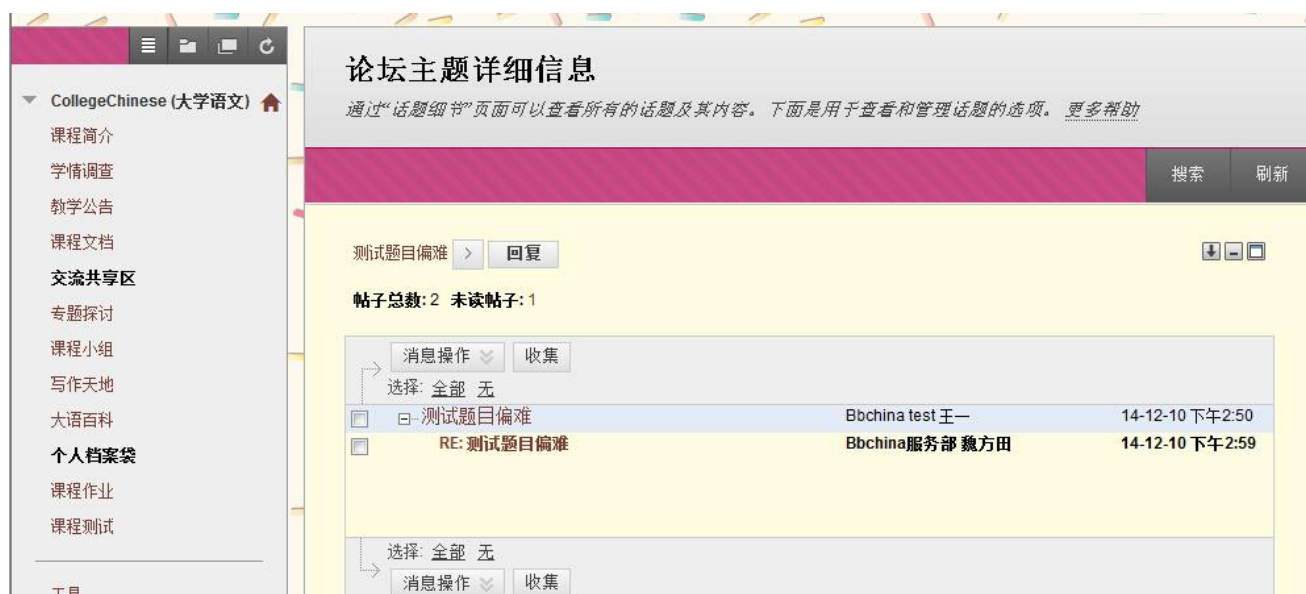 CollegeChinese (大学语文)
课程简介
学情调查
教学公告
课程文档
交流共享区
专题探讨
课程小组
写作天地
大语百科
个人档案袋
课程作业
课程测试
工具
论坛主题详细信息
通过“话题细节”页面可以查看所有的话题及其内容。下面是用于查看和管理话题的选项。 更多帮助
搜索 刷新
测试题目偏难 > 回复
帖子总数: 2 未读帖子: 1
消息操作 收集
选择: 全部 无
测试题目偏难 Bbchina test 王一 14-12-10 下午2:50
RE: 测试题目偏难 Bbchina服务部 魏方田 14-12-10 下午2:59
选择: 全部 无
消息操作 收集